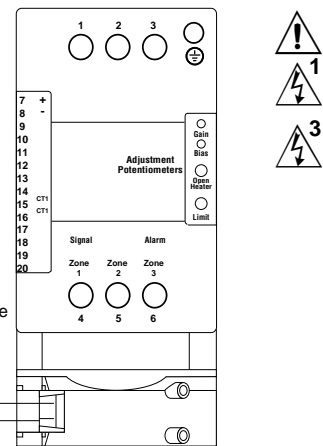 1 2 3
7 +
8 -
9
10
11
12
13
14
15 CT1
16 CT1
17
18
19
20
Gain
Bias
Adjustment
Potentiometers
Open
Heater
Limit
Signal Alarm
Zone Zone Zone
1 2 3
4 5 6
e
1
3